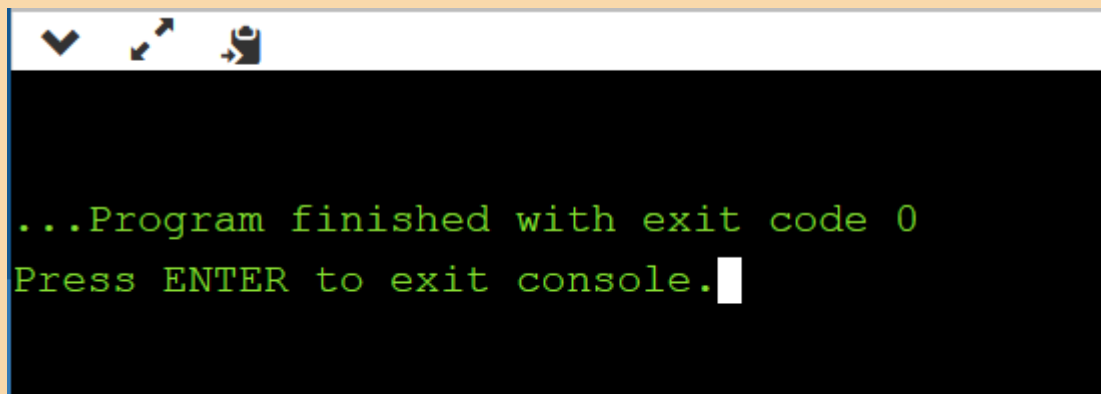 ...Program finished with exit code 0
Press ENTER to exit console.